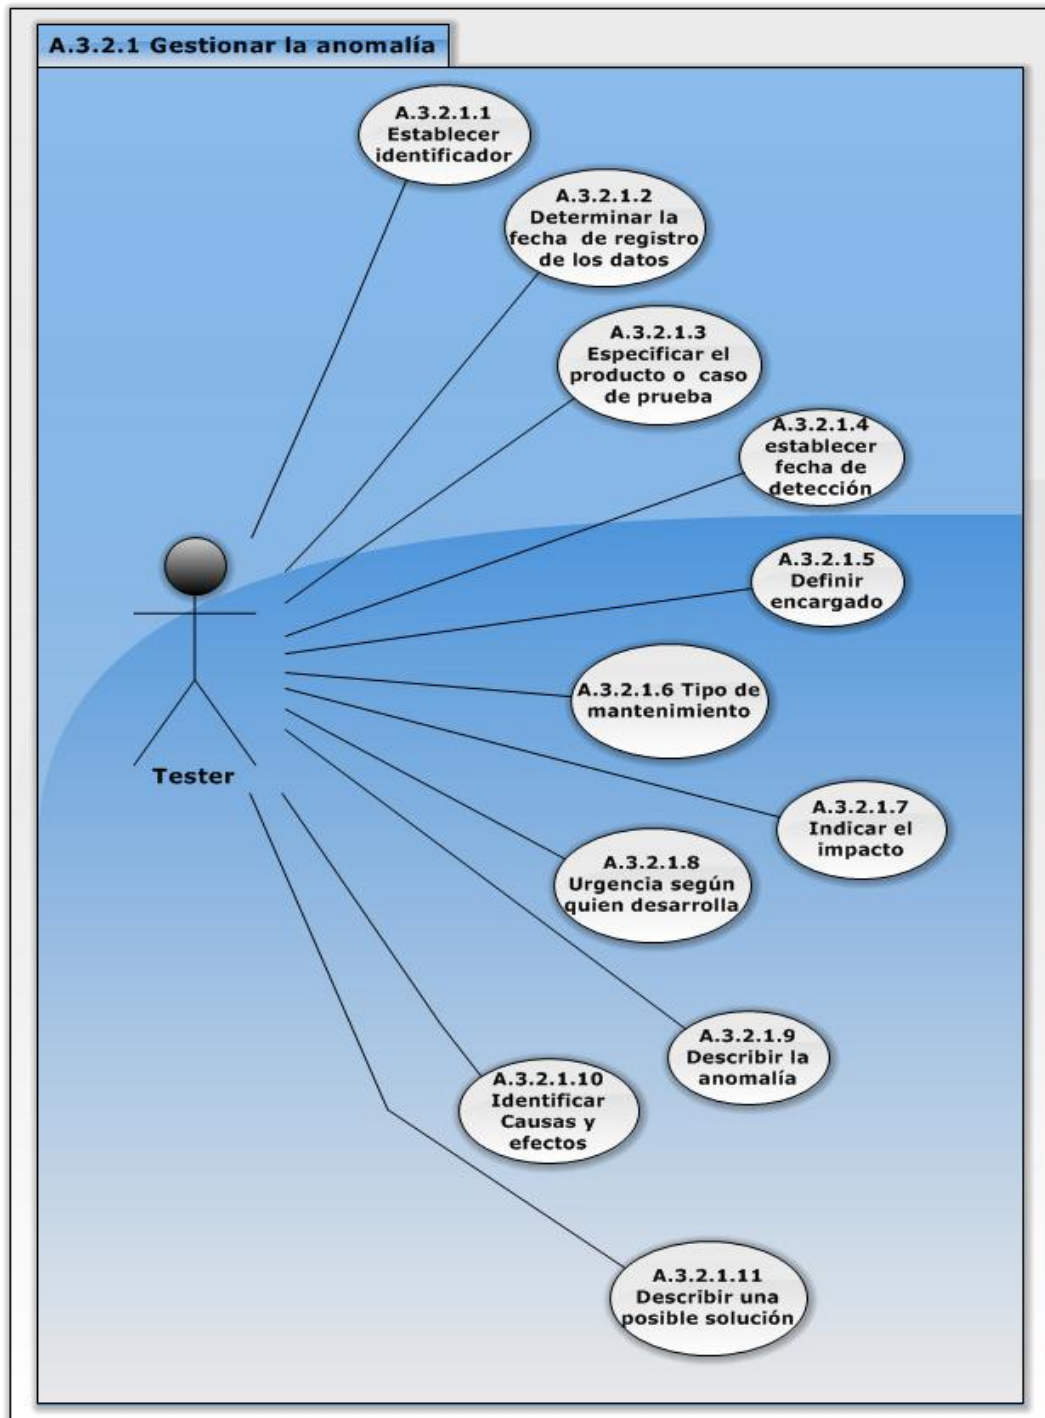 A.3.2.1 Gestionar la anomalía
A.3.2.1.1
Establecer
identificador
A.3.2.1.2
Determinar la
fecha de registro
de los datos
A.3.2.1.3
Especificar el
producto o caso
de prueba
A.3.2.1.4
establecer
fecha de
detección
A.3.2.1.5
Definir
encargado
A.3.2.1.6 Tipo de
mantenimiento
Tester
A.3.2.1.7
Indicar el
impacto
A.3.2.1.8
Urgencia según
quien desarrolla
A.3.2.1.9
Describir la
anomalía
A.3.2.1.10
Identificar
Causas y
efectos
A.3.2.1.11
Describir una
posible solución